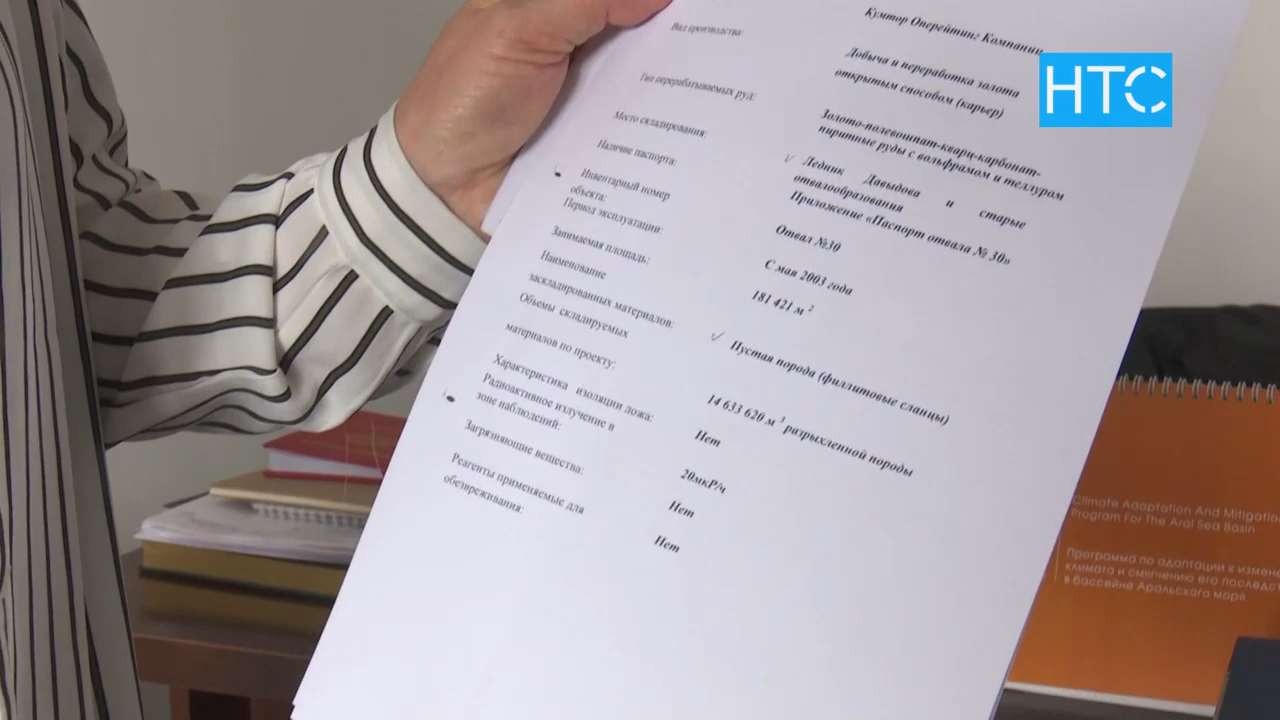 Кумтор Оперейтинг Компани
Вид производства:
Добыча и переработка золота
открытым способом (карьер)
Тип перерабатываемых руд:
Золото-полевошпат-кварц-карбонат-
пиритные руды с вольфрамом и теллуром
Место складирования:
Ледник Давыдова и старые
отвалообразования
Наличие паспорта:
Приложение «Паспорт отвала № 30»
Инвентарный номер
объекта:
Отвал №30
Период эксплуатации:
С мая 2003 года
Занимаемая площадь:
181 421 м 2
Наименование
заскладированных материалов:
Пустая порода (филлитовые сланцы)
Объемы складируемых
материалов по проекту:
14 633 620 м 3 разрыхленной породы
Характеристика изоляции ложа:
Нет
Радиоактивное излучение в
зоне наблюдений:
20мкР/ч
Загрязняющие вещества:
Нет
Реагенты применяемые для
обезвреживания:
Нет
НТС
Climate Adaptation And Mitigation
Program For The Aral Sea Basin
Программа по адаптации к измене
климата и смягчению его последст
в бассейне Аральского моря